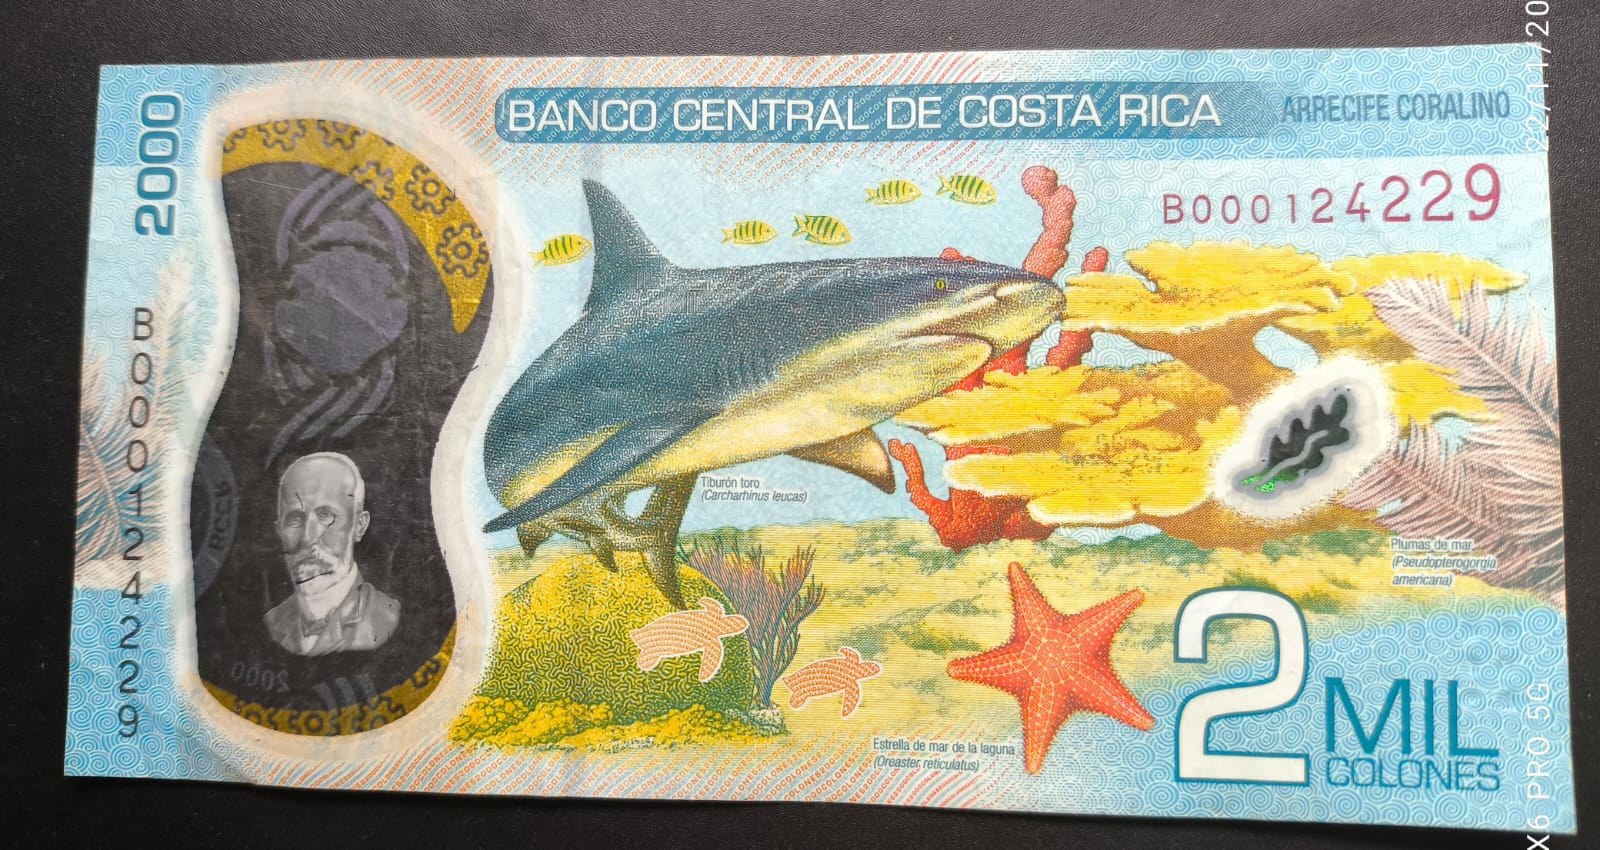 BANCO CENTRAL DE COSTA RICA
ARRECIFE CORALINO
2000
B000124229
B000124229
Tiburón toro
(Carcharhinus leucas)
Plumas de mar
(Pseudopterogorgia
americana)
Estrella de mar de la laguna
(Oreaster reticulatus)
2 MIL
COLONES
BCCR
2000
X6 PRO 5G